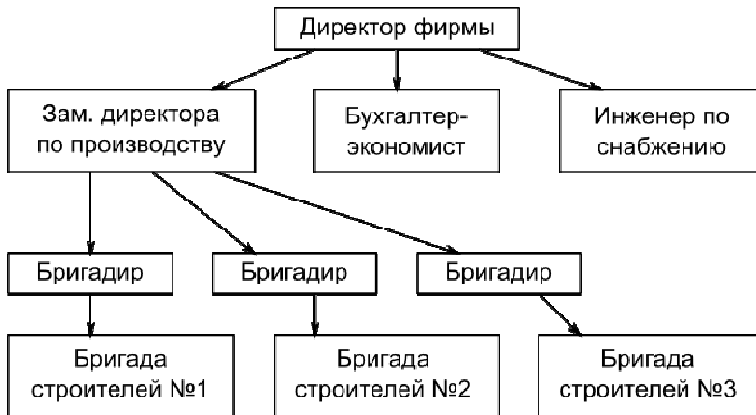 Директор фирмы
Зам. директора
по производству
Бухгалтер-
экономист
Инженер по
снабжению
Бригадир
Бригадир
Бригадир
Бригада
строителей №1
Бригада
строителей №2
Бригада
строителей №3